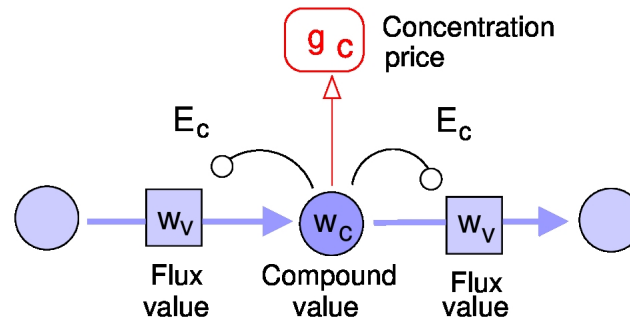 g c
Concentration
price
E c
E c
w v
w c
w v
Flux
value
Compound
value
Flux
value